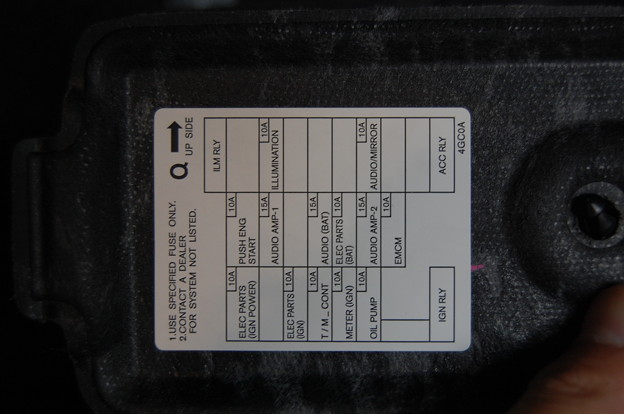 1.USE SPECIFIED FUSE ONLY.
2.CONTACT A DEALER
FOR SYSTEM NOT LISTED.
Q
UP SIDE
ILM RLY
ELEC PARTS
(IGN POWER)
10A
PUSH ENG
START
10A
AUDIO AMP-1
15A
ILLUMINATION
10A
ELEC PARTS
(IGN)
10A
T / M _ CONT
10A
AUDIO (BAT)
15A
METER (IGN)
10A
ELEC PARTS
(BAT)
10A
OIL PUMP
10A
AUDIO AMP-2
15A
AUDIO/MIRROR
10A
EMCM
10A
IGN RLY
ACC RLY
4GC0A